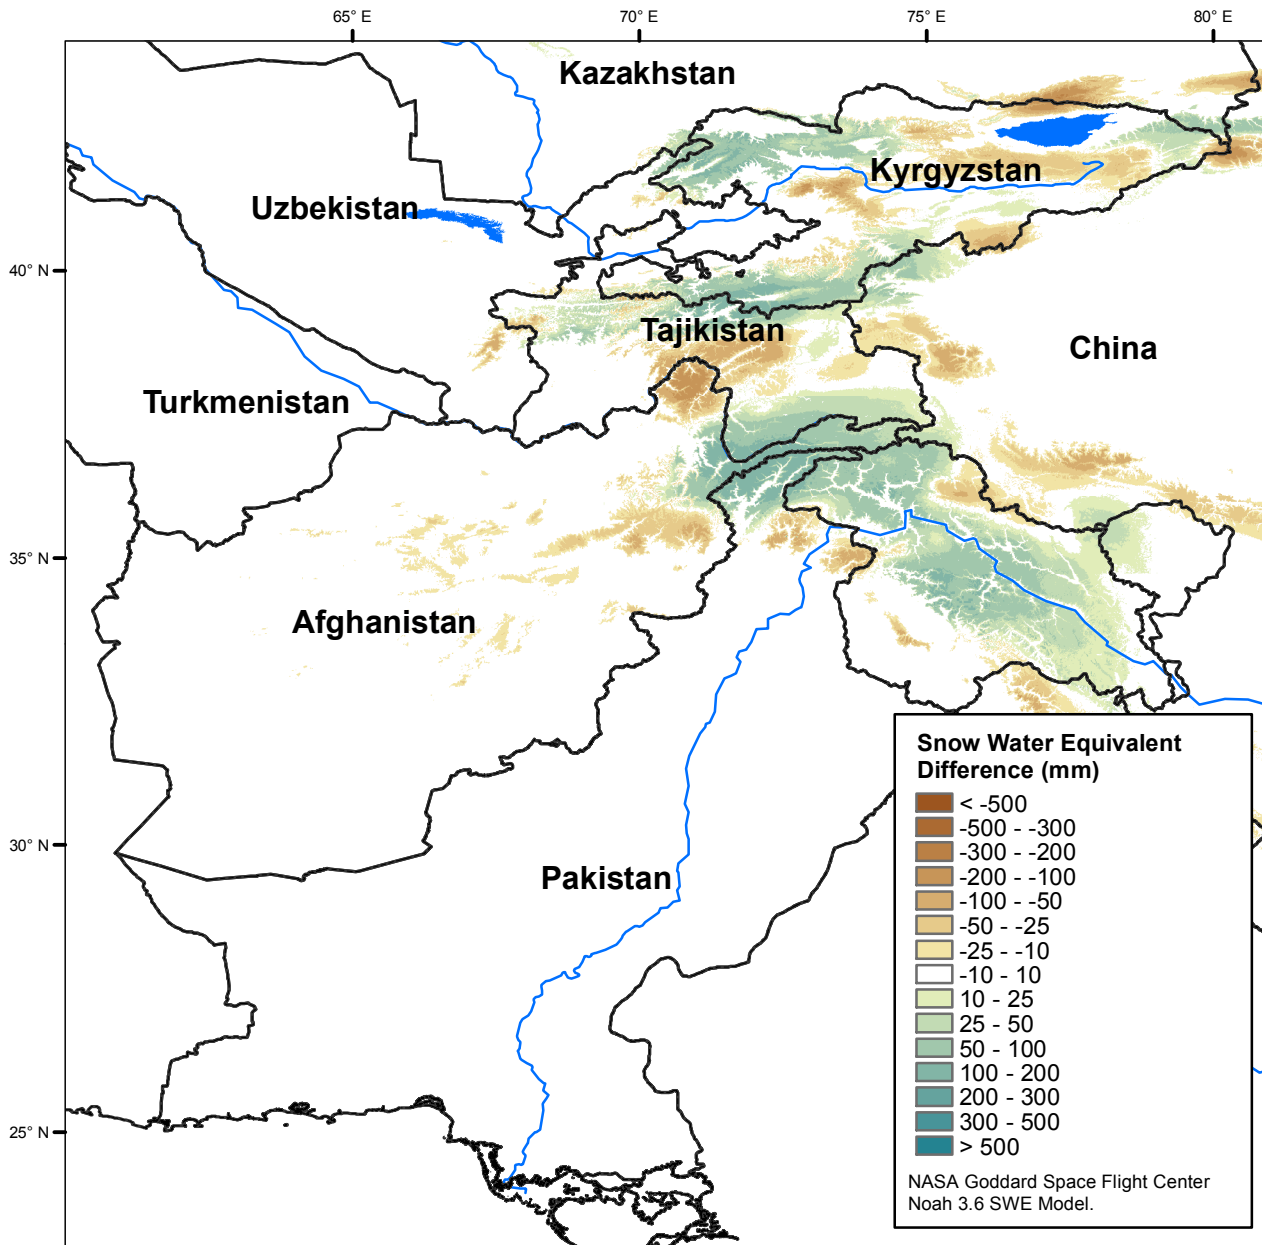 65° E
70° E
75° E
80° E
Kazakhstan
Kyrgyzstan
Uzbekistan
40° N
Tajikistan
China
Turkmenistan
35° N
Afghanistan
30° N
Pakistan
25° N
Snow Water Equivalent
Difference (mm)
< -500
-500 - -300
-300 - -200
-200 - -100
-100 - -50
-50 - -25
-25 - -10
-10 - 10
10 - 25
25 - 50
50 - 100
100 - 200
200 - 300
300 - 500
> 500
NASA Goddard Space Flight Center
Noah 3.6 SWE Model.